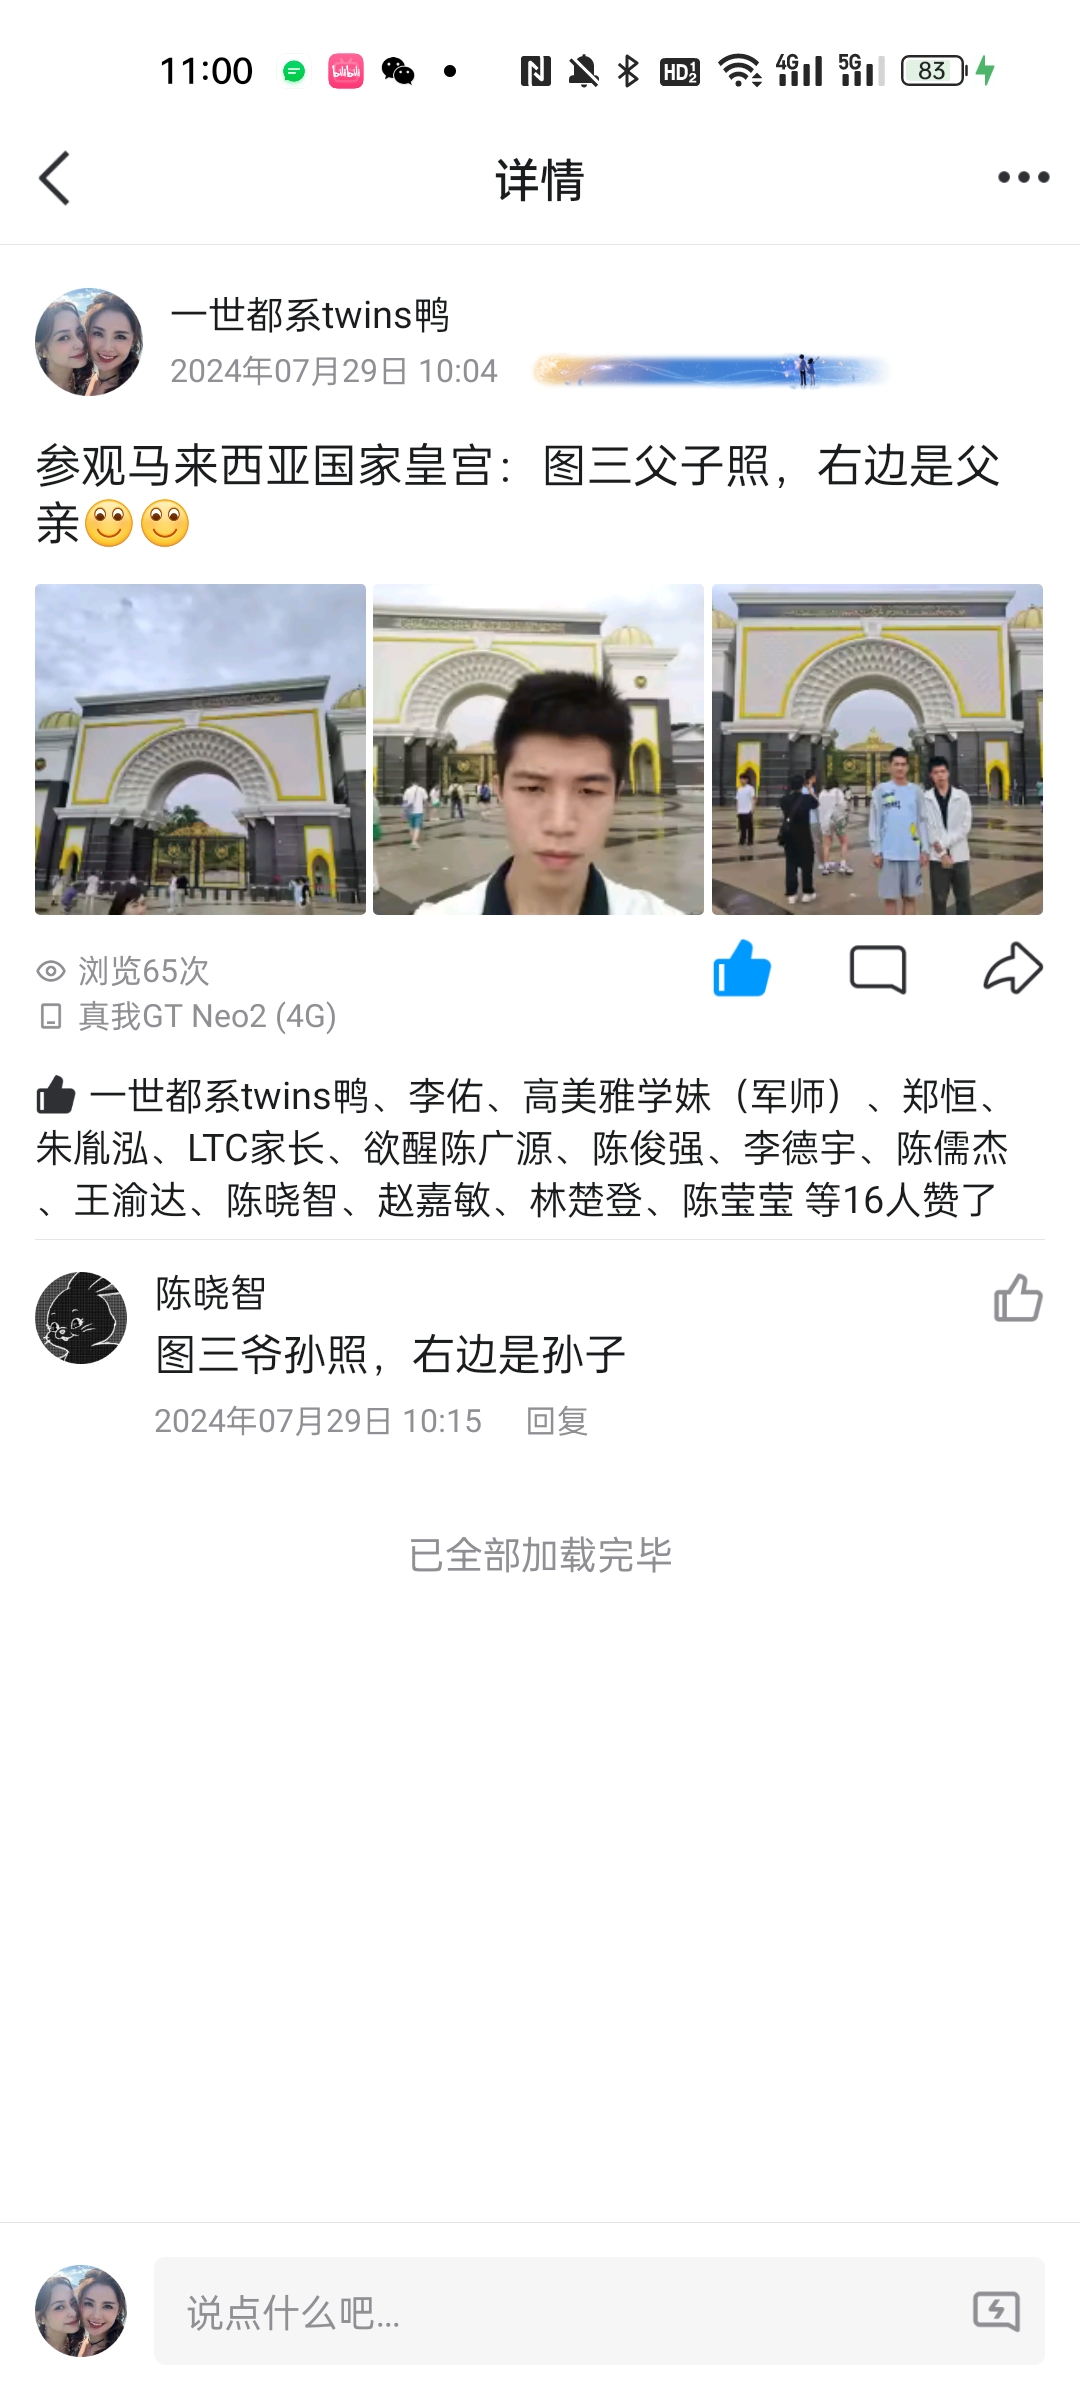 11:00
bilibili
HD 1 2
4G
5G
83
详情
一世都系twins鸭
2024年07月29日 10:04
参观马来西亚国家皇宫：图三父子照，右边是父
亲
浏览65次
真我GT Neo2 (4G)
一世都系twins鸭、李佑、高美雅学妹（军师）、郑恒、
朱胤泓、LTC家长、欲醒陈广源、陈俊强、李德宇、陈儒杰
、王渝达、陈晓智、赵嘉敏、林楚登、陈莹莹 等16人赞了
陈晓智
图三爷孙照，右边是孙子
2024年07月29日 10:15 回复
已全部加载完毕
说点什么吧...